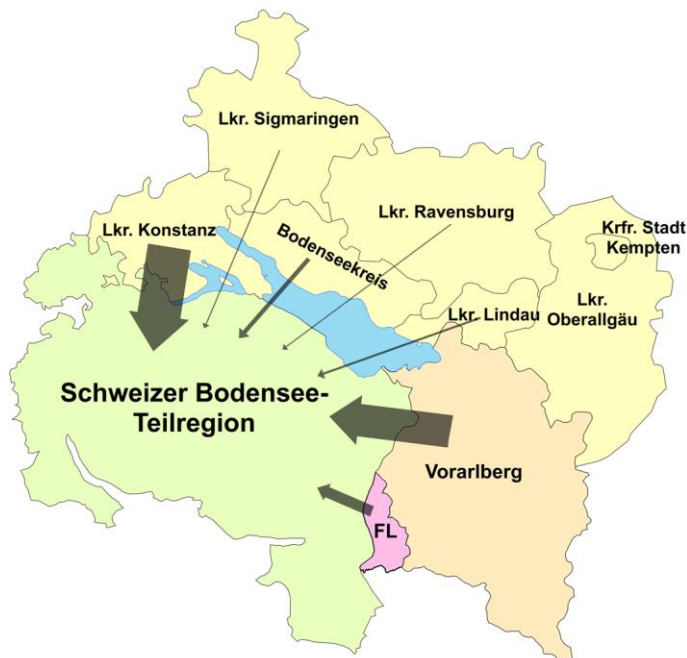 Lkr. Sigmaringen
Lkr. Konstanz
Bodenseekreis
Lkr. Ravensburg
Krfr. Stadt
Kempten
Lkr. Lindau
Lkr.
Oberallgäu
Schweizer Bodensee-
Teilregion
Vorarlberg
FL